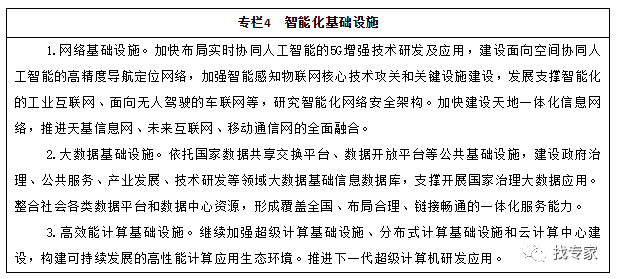 专栏4 智能化基础设施
1.网络基础设施。加快布局实时协同人工智能的5G增强技术研发及应用，建设面向空间协同人
工智能的高精度导航定位网络，加强智能感知物联网核心技术攻关和关键设施建设，发展支撑智能化
的工业互联网、面向无人驾驶的车联网等，研究智能化网络安全架构。加快建设天地一体化信息网
络，推进天基信息网、未来互联网、移动通信网的全面融合。
2.大数据基础设施。依托国家数据共享交换平台、数据开放平台等公共基础设施，建设政府治
理、公共服务、产业发展、技术研发等领域大数据基础信息数据库，支撑开展国家治理大数据应用。
整合社会各类数据平台和数据中心资源，形成覆盖全国、布局合理、链接畅通的一体化服务能力。
3.高效能计算基础设施。继续加强超级计算基础设施、分布式计算基础设施和云计算中心建
设，构建可持续发展的高性能计算应用生态环境。推进下一代超级计算机研发应用。
找专家